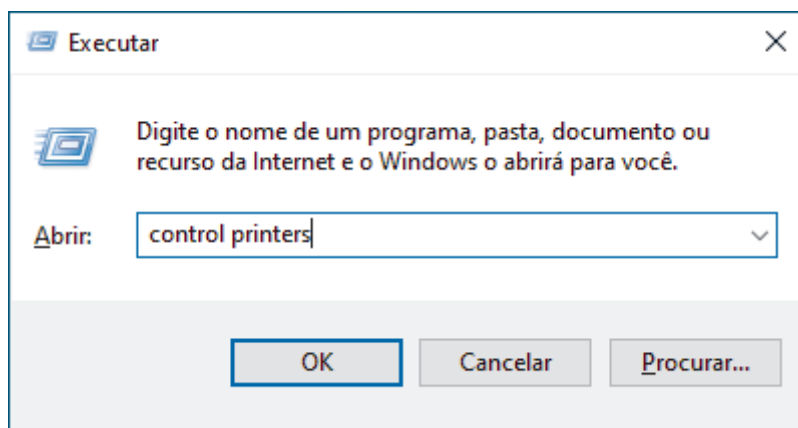 Executar
Digite o nome de um programa, pasta, documento ou
recurso da Internet e o Windows o abrirá para você.
Abrir: control printers
OK Cancelar Procurar...